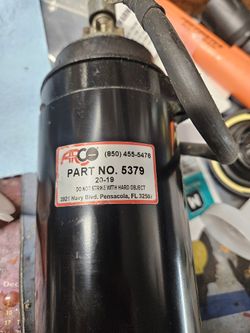 ARCO (850) 455-5476
PART NO. 5379
20-19
DO NOT STRIKE WITH HARD OBJECT
3921 Navy Blvd. Pensacola, FL 32507